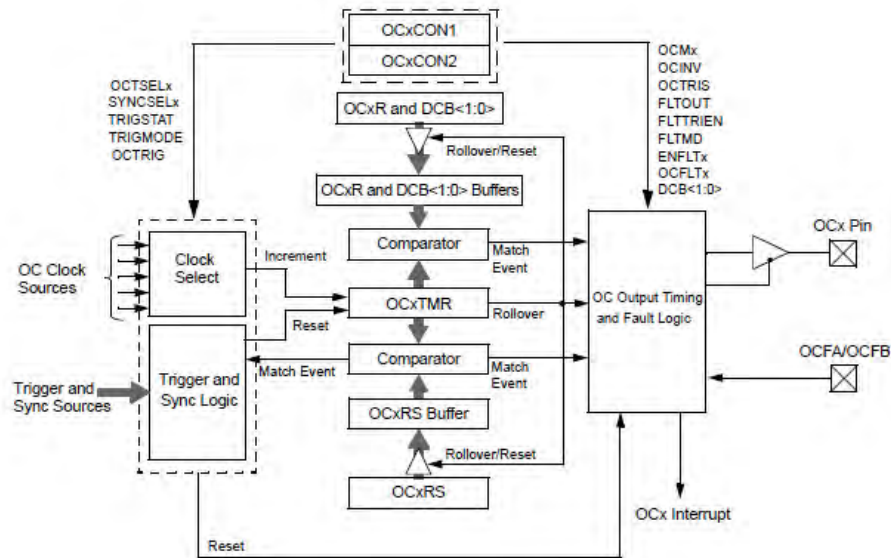 OCxCON1
OCxCON2
OCTSELx
SYNCSELx
TRIGSTAT
TRIGMODE
OCTRIG
OCMx
OCINV
OCTRIS
FLTOUT
FLTTRIEN
FLTMD
ENFLTx
OCFLTx
DCB<1:0>
OCxR and DCB<1:0>
Rollover/Reset
OCxR and DCB<1:0> Buffers
OC Clock
Sources
Clock
Select
Increment
Comparator
Match
Event
OCx Pin
OCxTMR
Rollover
Reset
OC Output Timing
and Fault Logic
Trigger and
Sync Sources
Trigger and
Sync Logic
Match Event
Comparator
Match
Event
OCFA/OCFB
OCxRS Buffer
Rollover/Reset
OCxRS
OCx Interrupt
Reset